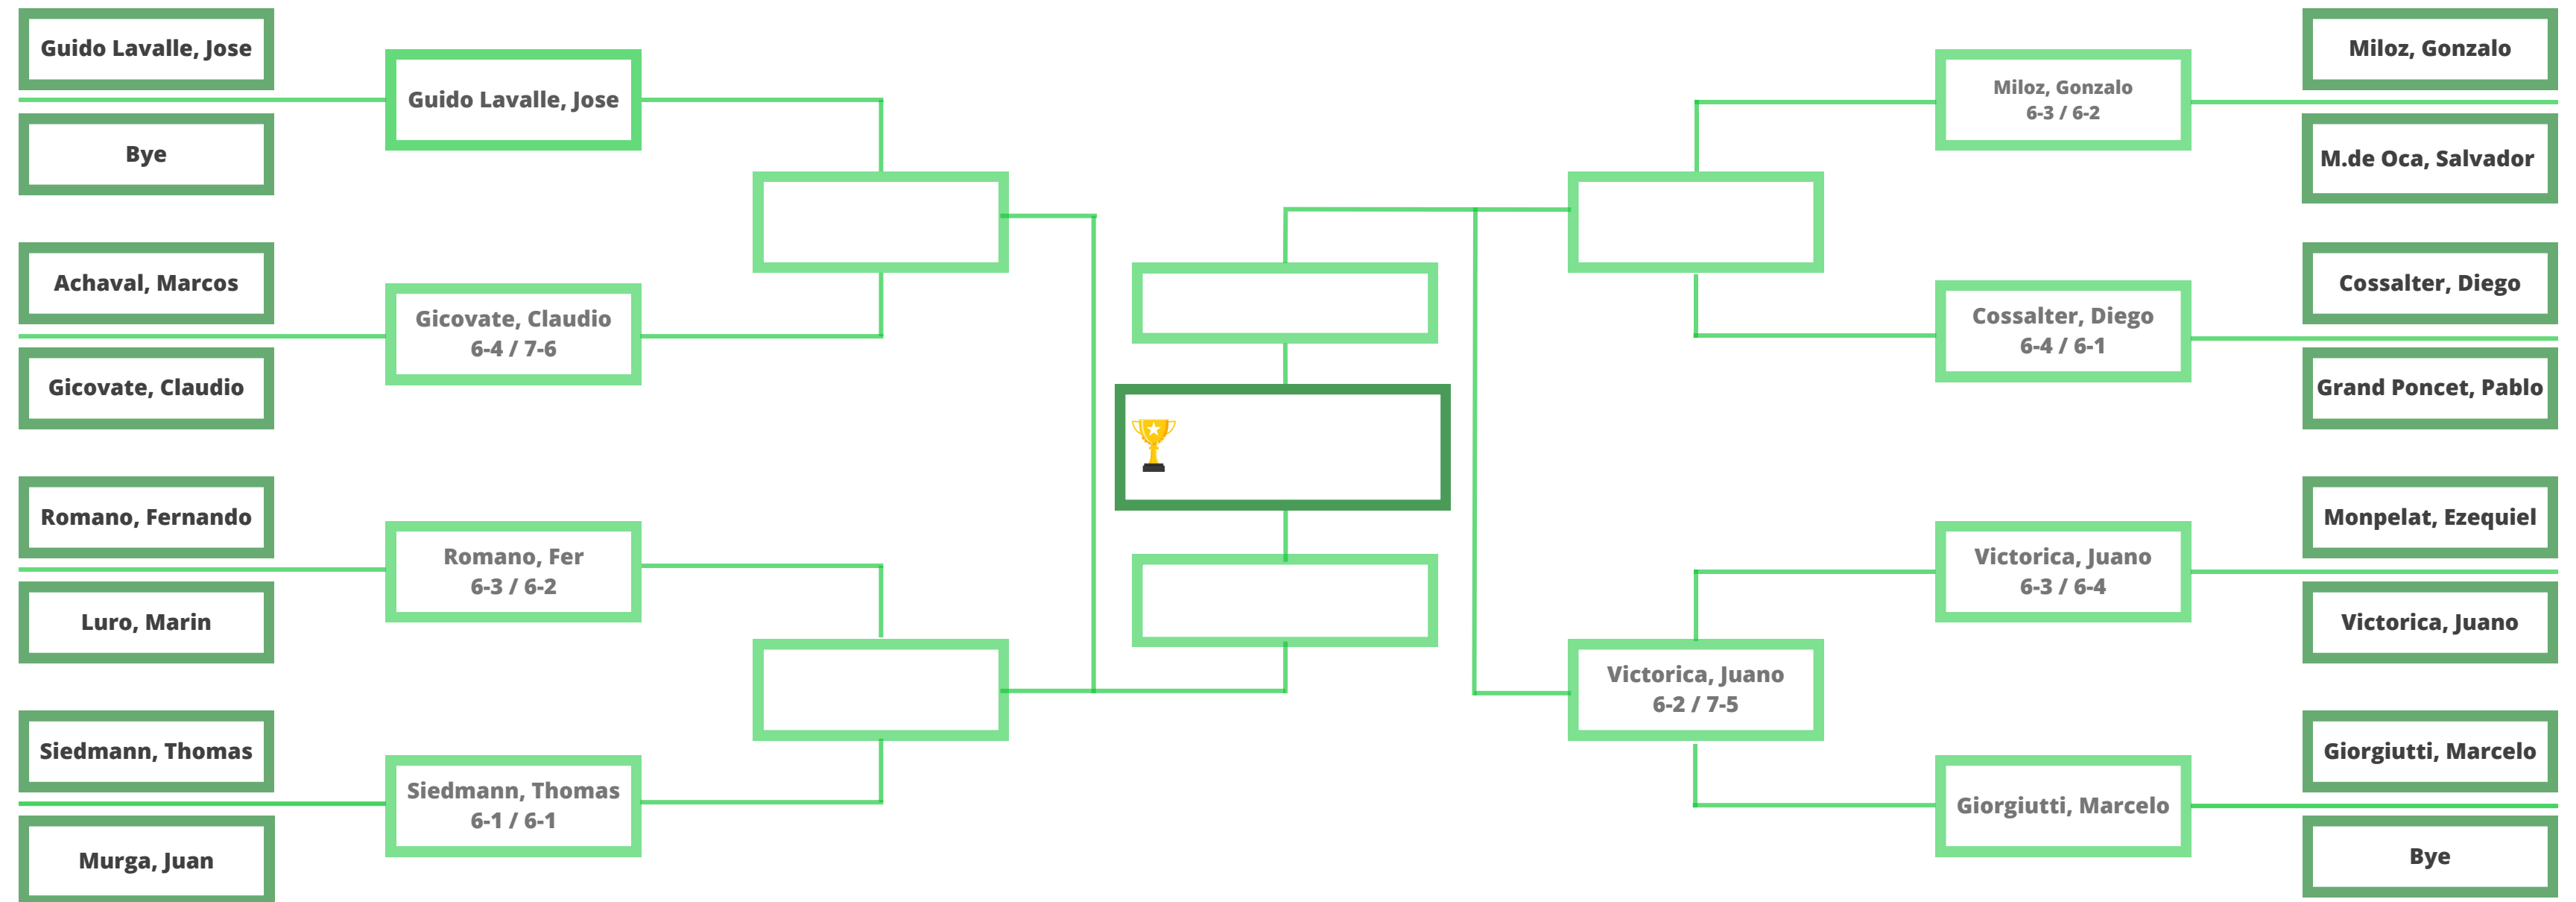 Guido Lavalle, Jose
Bye
Achaval, Marcos
Gicovate, Claudio
Romano, Fernando
Luro, Marin
Siedmann, Thomas
Murga, Juan
Guido Lavalle, Jose
Gicovate, Claudio
6-4 / 7-6
Romano, Fer
6-3 / 6-2
Siedmann, Thomas
6-1 / 6-1
Victorica, Juano
6-2 / 7-5
Miloz, Gonzalo
6-3 / 6-2
Cossalter, Diego
6-4 / 6-1
Victorica, Juano
6-3 / 6-4
Giorgiutti, Marcelo
Miloz, Gonzalo
M.de Oca, Salvador
Cossalter, Diego
Grand Poncet, Pablo
Monpelat, Ezequiel
Victorica, Juano
Giorgiutti, Marcelo
Bye